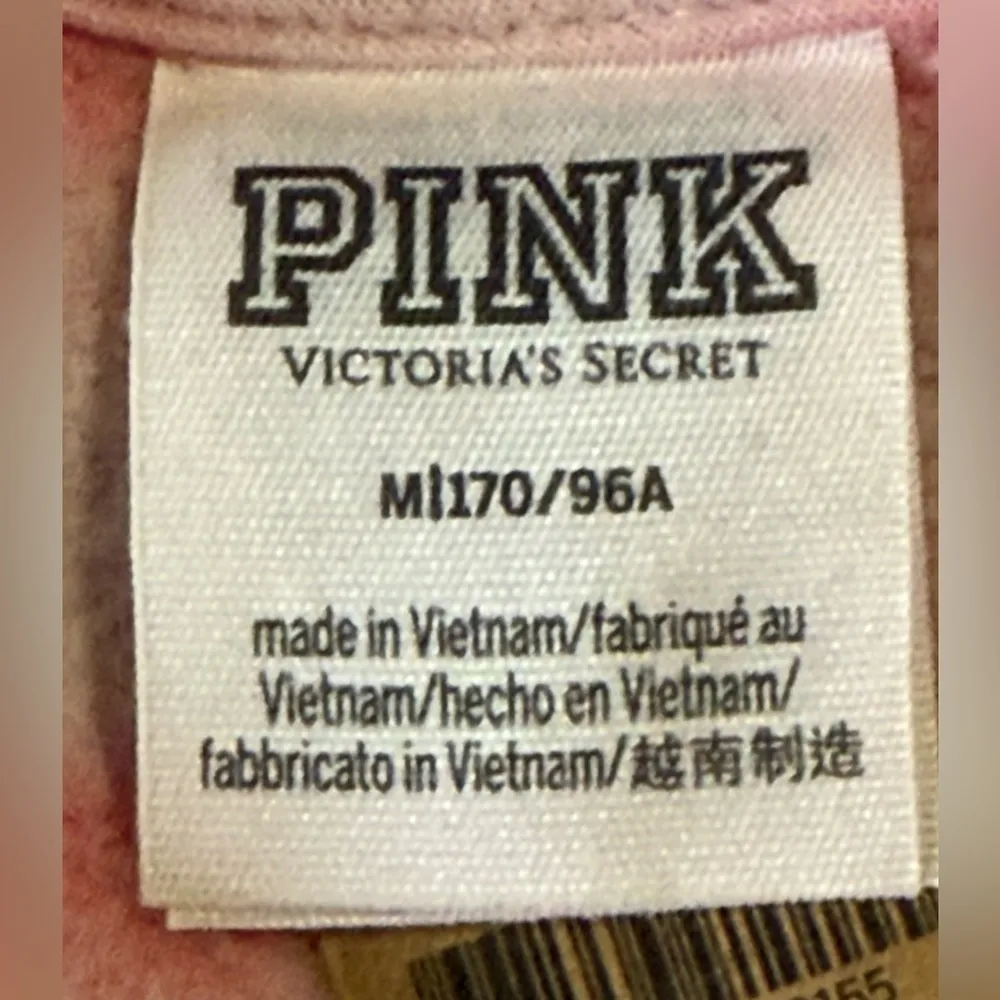 PINK
VICTORIA'S SECRET
M|170/96A
made in Vietnam/fabriqué au
Vietnam/hecho en Vietnam/
fabbricato in Vietnam/越南制造
155